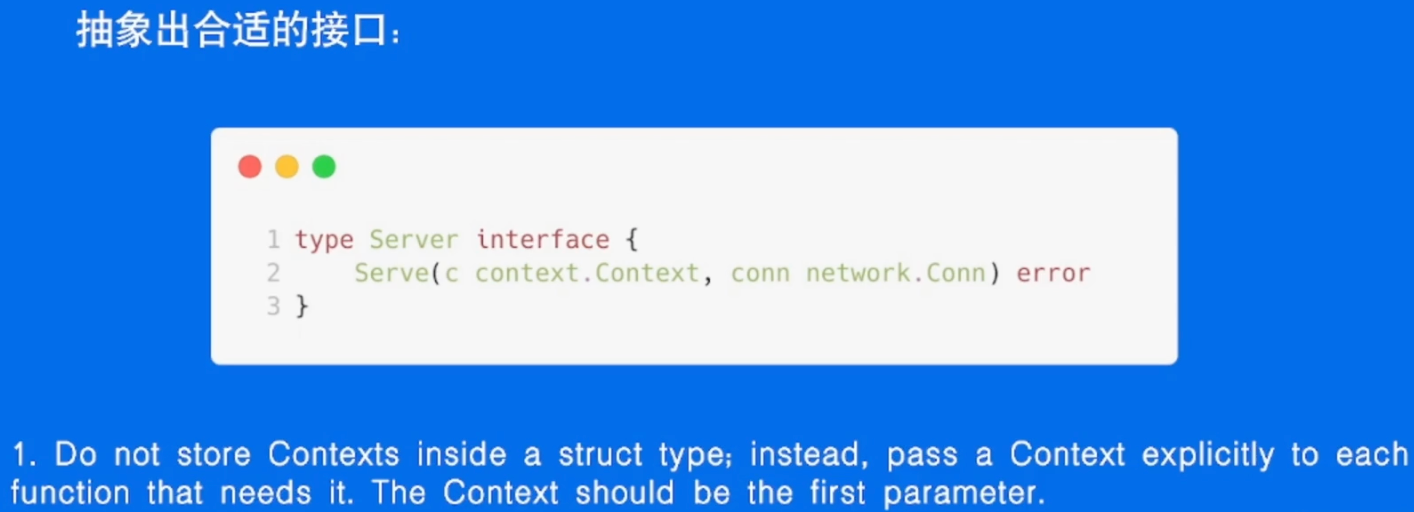 抽象出合适的接口:
1 type Server interface {
2     Serve(c context.Context, conn network.Conn) error
3 }
1. Do not store Contexts inside a struct type; instead, pass a Context explicitly to each
function that needs it. The Context should be the first parameter.